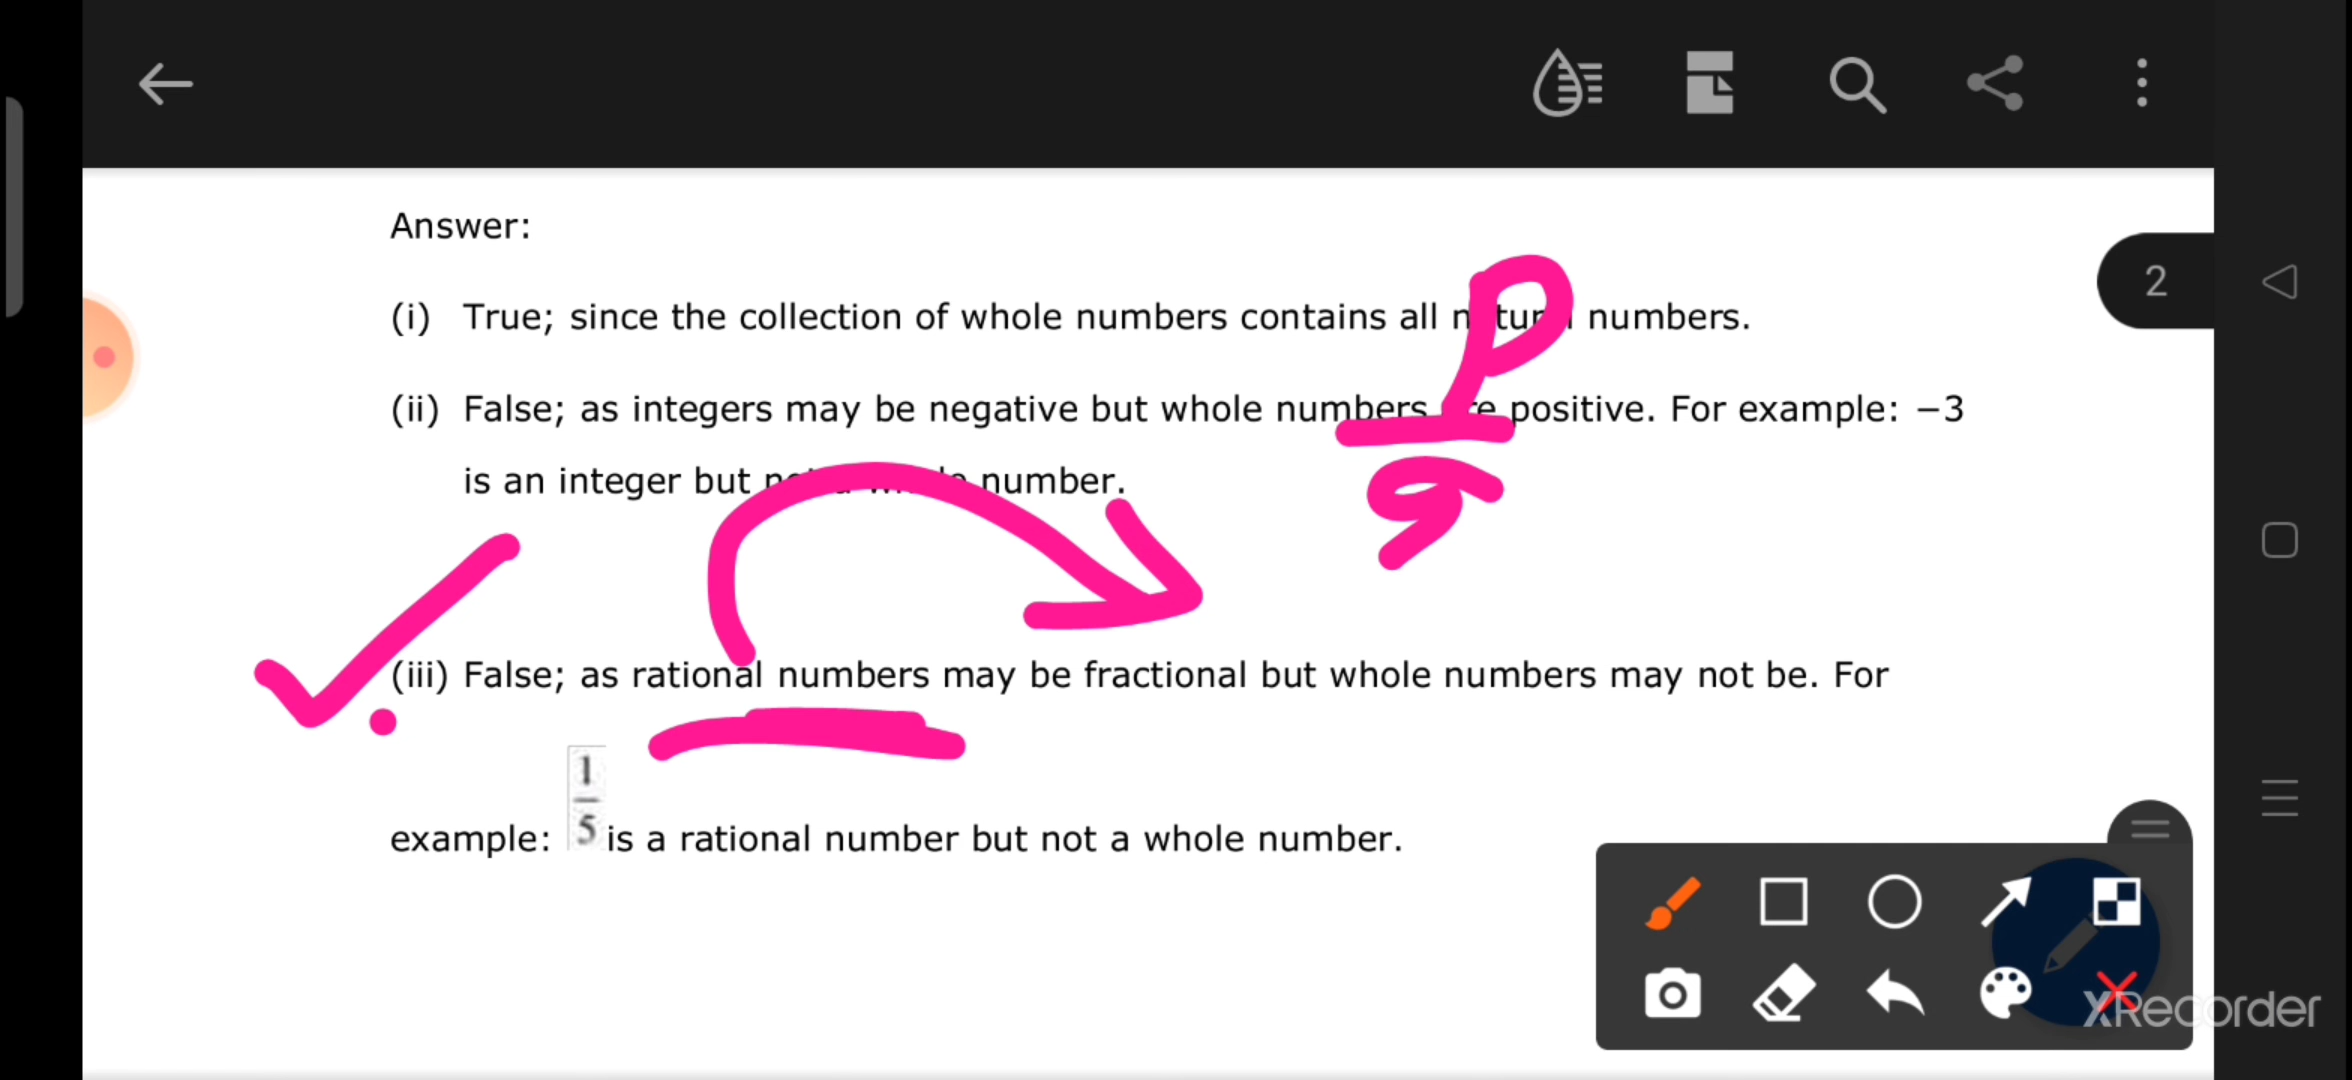 Answer:
2
(i) True; since the collection of whole numbers contains all numbers.
p
(ii) False; as integers may be negative but whole numbers are positive. For example: −3
q
is an integer but number.
(iii) False; as rational numbers may be fractional but whole numbers may not be. For
1
5
example: is a rational number but not a whole number.
XRecorder